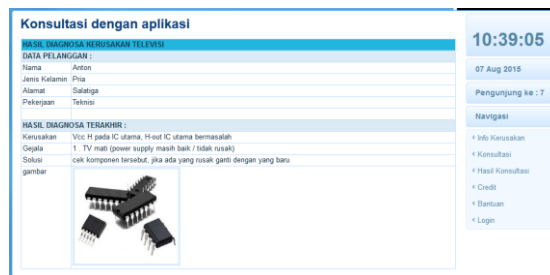 Konsultasi dengan aplikasi
HASIL DIAGNOSA KERUSAKAN TELEVISI
DATA PELANGGAN :
Nama Anton
Jenis Kelamin Pria
Alamat Salatiga
Pekerjaan Teknisi
HASIL DIAGNOSA TERAKHIR :
Kerusakan Vcc H pada IC utama, H-out IC utama bermasalah
Gejala 1 . TV mati (power supply masih baik / tidak rusak)
Solusi cek komponen tersebut, jika ada yang rusak ganti dengan yang baru
gambar
10:39:05
07 Aug 2015
Pengunjung ke : 7
Navigasi
Info Kerusakan
Konsultasi
Hasil Konsultasi
Credit
Bantuan
Login